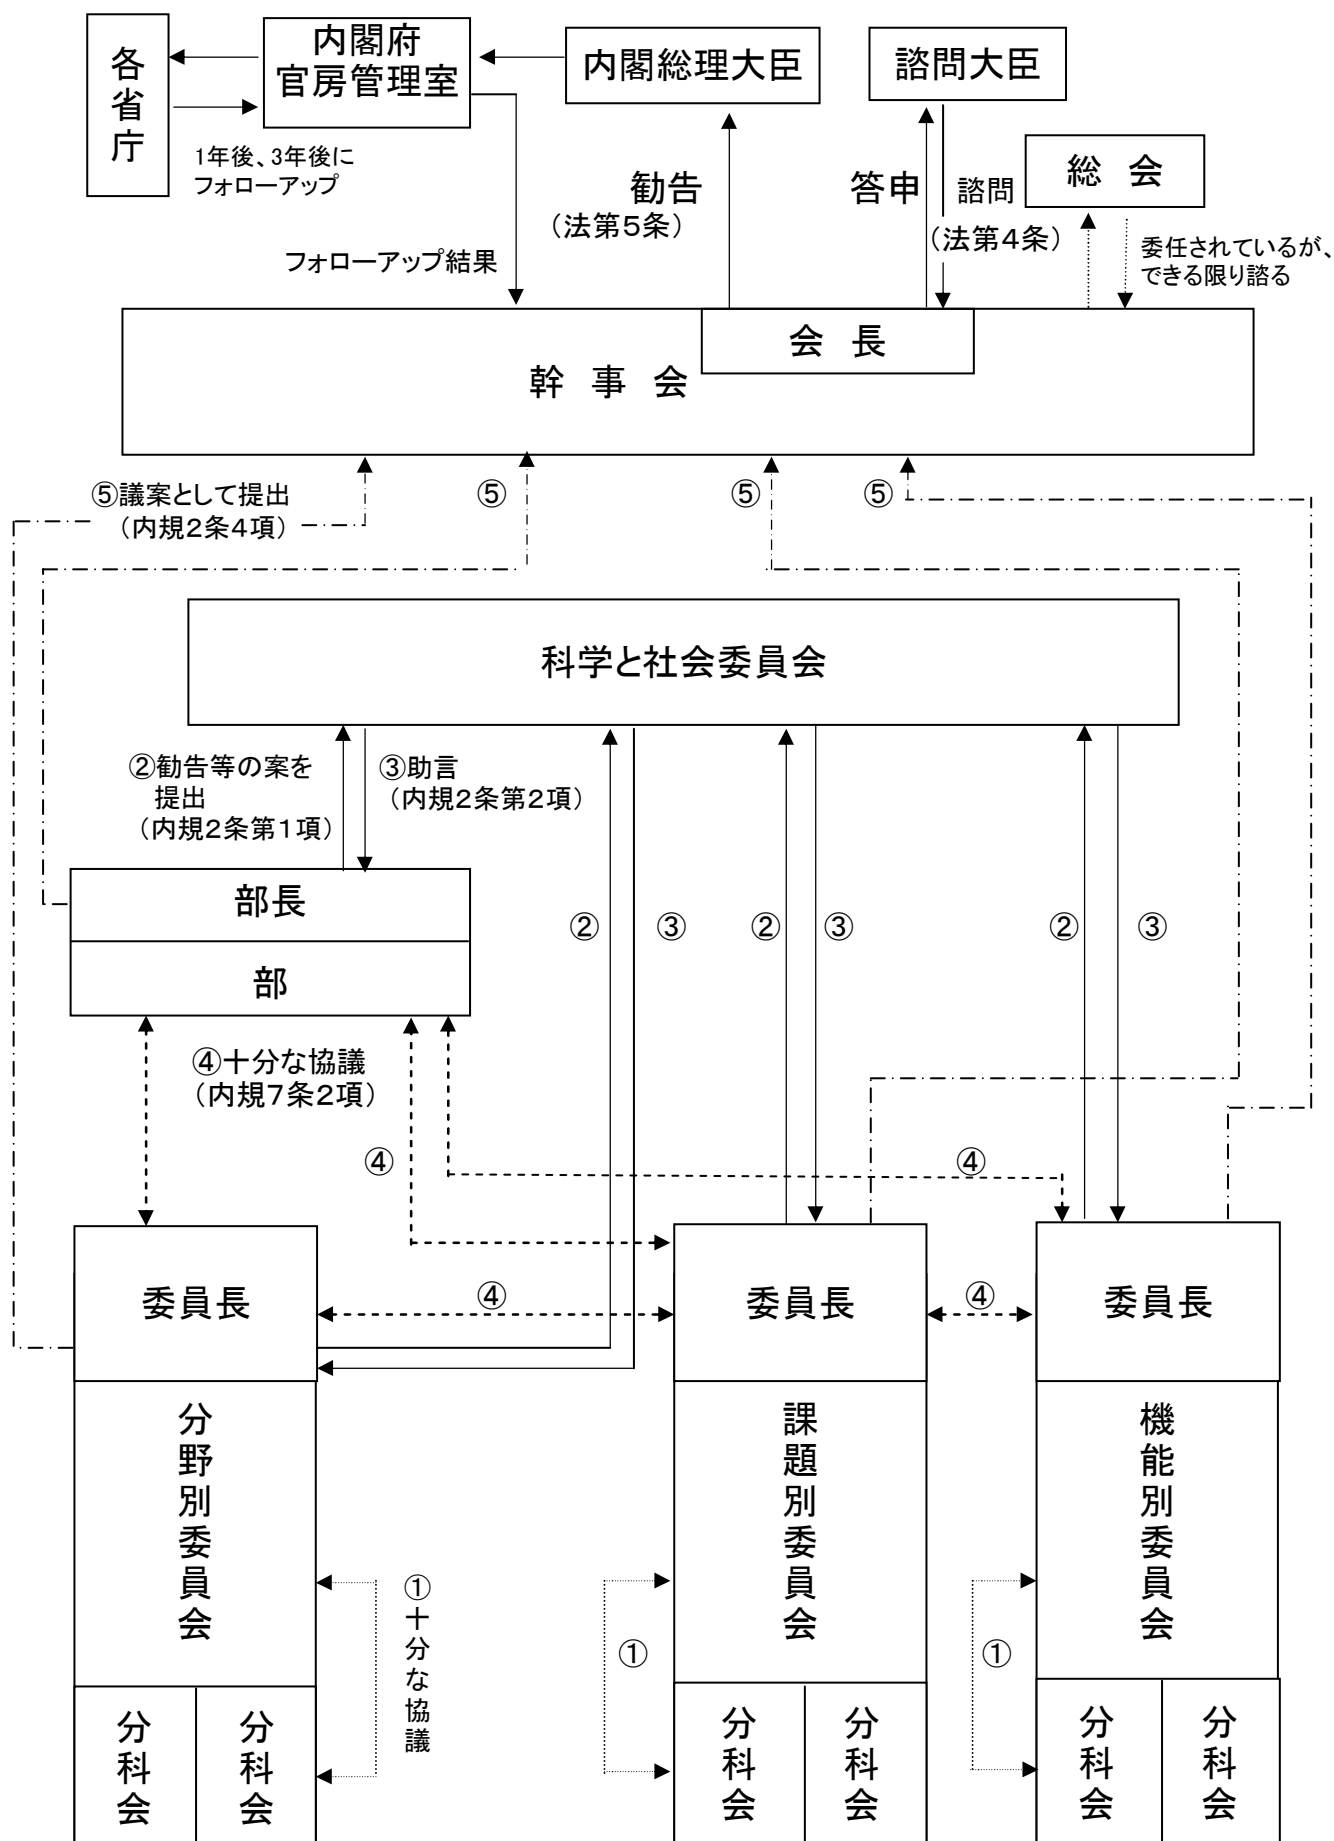 各省庁
内閣府
官房管理室
内閣総理大臣
諮問大臣
総 会
1年後、3年後に
フォローアップ
勧告
(法第5条)
答申
諮問
(法第4条)
委任されているが、
できる限り諮る
フォローアップ結果
会 長
幹 事 会
⑤議案として提出
(内規2条4項)
⑤
⑤
⑤
科学と社会委員会
②勧告等の案を
提出
(内規2条第1項)
③助言
(内規2条第2項)
部長
部
②
③
②
③
②
③
④十分な協議
(内規7条2項)
④
④
委員長
④
委員長
④
委員長
分野別委員会
課題別委員会
機能別委員会
①十分な協議
①
①
分科会
分科会
分科会
分科会
分科会
分科会